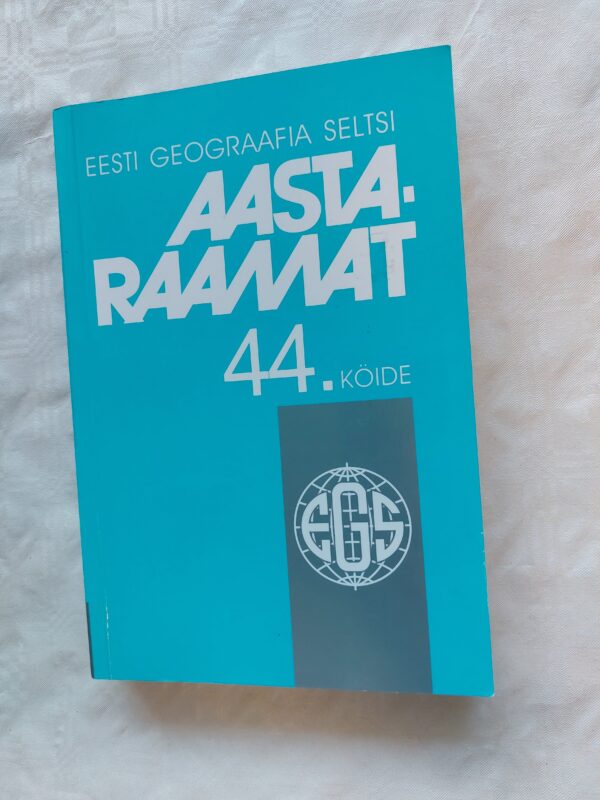 EESTI GEOGRAAFIA SELTSI
AASTA-
RAAMAT
44. KÖIDE
EGS